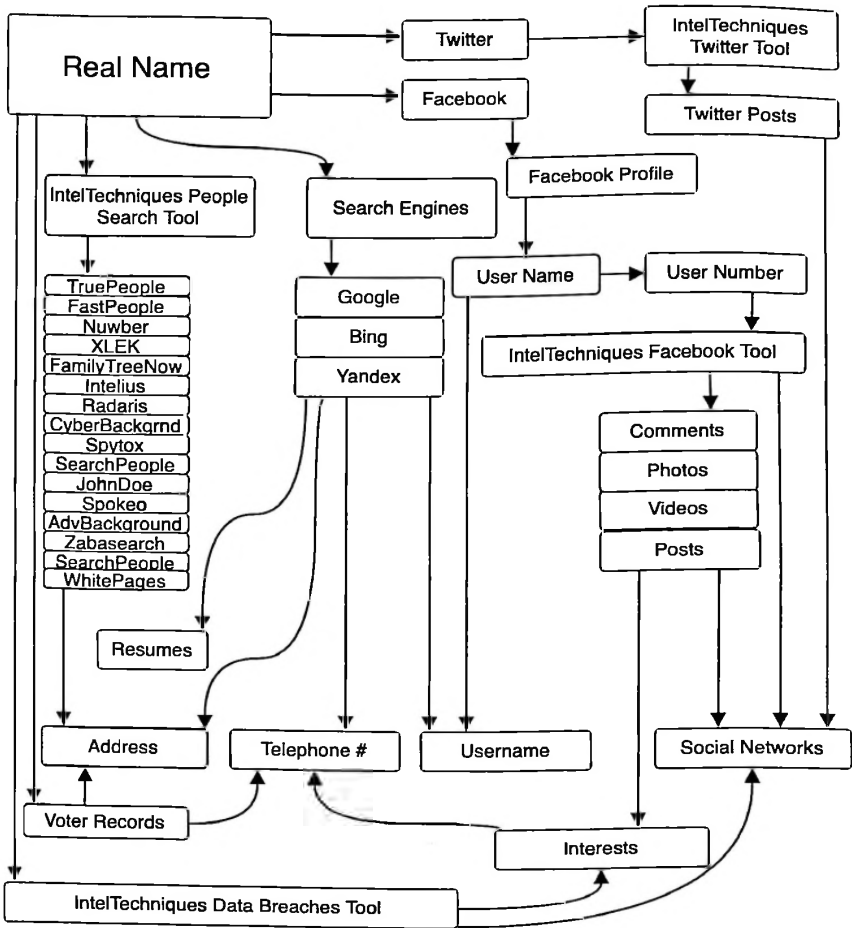 Real Name
Twitter
IntelTechniques
Twitter Tool
Facebook
Twitter Posts
IntelTechniques People
Search Tool
Search Engines
Facebook Profile
User Name
User Number
TruePeople
FastPeople
Nuwber
XLEK
FamilyTreeNow
Intelius
Radaris
CyberBackgrnd
Spytox
SearchPeople
JohnDoe
Spokeo
AdvBackground
Zabasearch
SearchPeople
WhitePages
Google
Bing
Yandex
IntelTechniques Facebook Tool
Comments
Photos
Videos
Posts
Resumes
Address
Telephone #
Username
Social Networks
Voter Records
Interests
IntelTechniques Data Breaches Tool